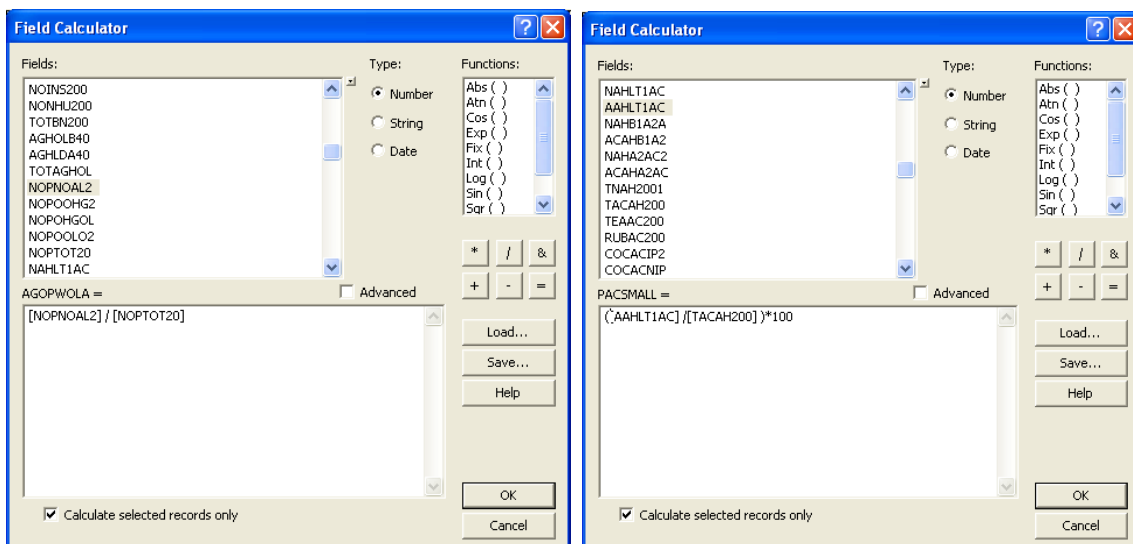 Field Calculator
Fields:
Type:
Functions:
NOINS200
NONHU200
TOTBN200
AGHOLB40
AGHLDA40
TOTAGHOL
NOPNOAL2
NOPOOHG2
NOPOHGOL
NOPOOLO2
NOPTOT20
NAHLT1AC
Number
String
Date
Abs ( )
Atn ( )
Cos ( )
Exp ( )
Fix ( )
Int ( )
Log ( )
Sin ( )
Sqr ( )
* / &
+ - =
AGOPWOLA =
Advanced
[NOPNOAL2] / [NOPTOT20]
Load...
Save...
Help
OK
Calculate selected records only
Cancel
Field Calculator
Fields:
Type:
Functions:
NAHLT1AC
AAHLT1AC
NAHB1A2A
ACAHB1A2
NAHA2AC2
ACAHA2AC
TNAH2001
TACAH200
TEAAC200
RUBAC200
COCACIP2
COCACNIP
Number
String
Date
Abs ( )
Atn ( )
Cos ( )
Exp ( )
Fix ( )
Int ( )
Log ( )
Sin ( )
Sqr ( )
* / &
+ - =
PACSMALL =
Advanced
( [AAHLT1AC] /[TACAH200] )*100
Load...
Save...
Help
OK
Calculate selected records only
Cancel